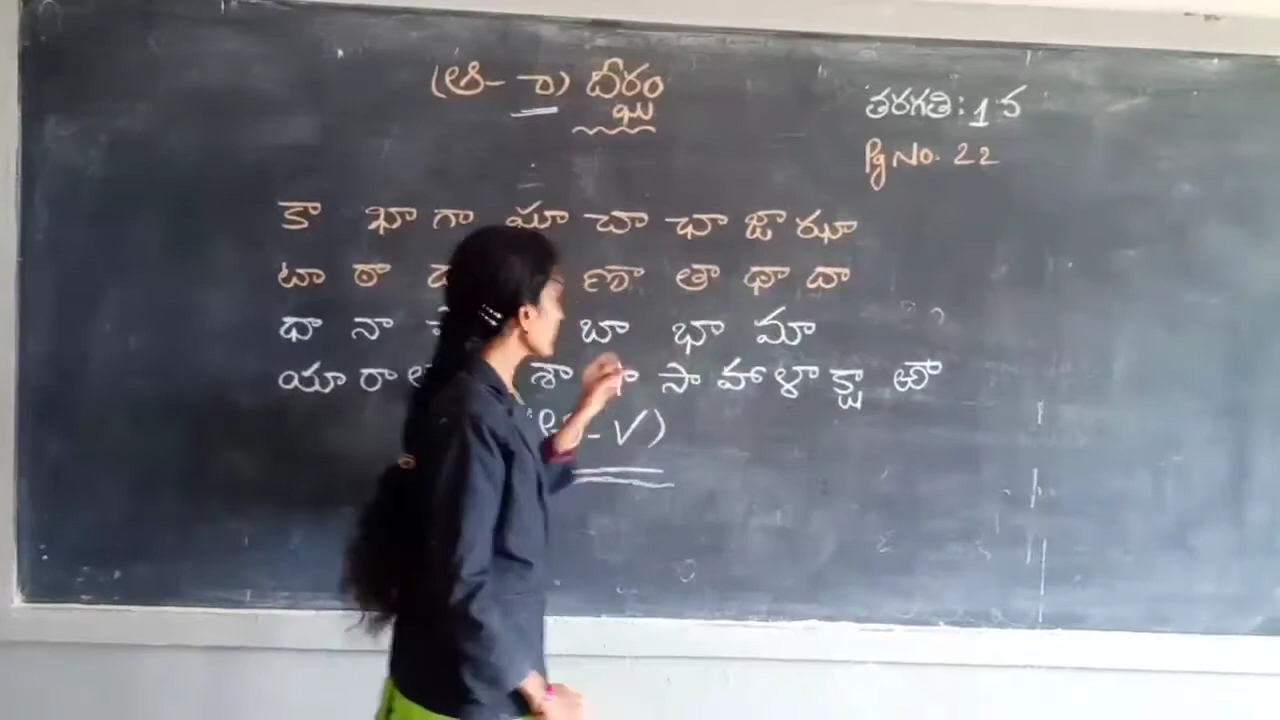 (ఆ- ా) దీర్ఘం
తరగతి: 1 వ
Pg No. 22
కా ఖా గా ఘా చా ఛా జా ఝా
టా ఠా ణా తా థా దా
ధా నా బా భా మా
యా రా శా సా హా ళా క్షా ఱా